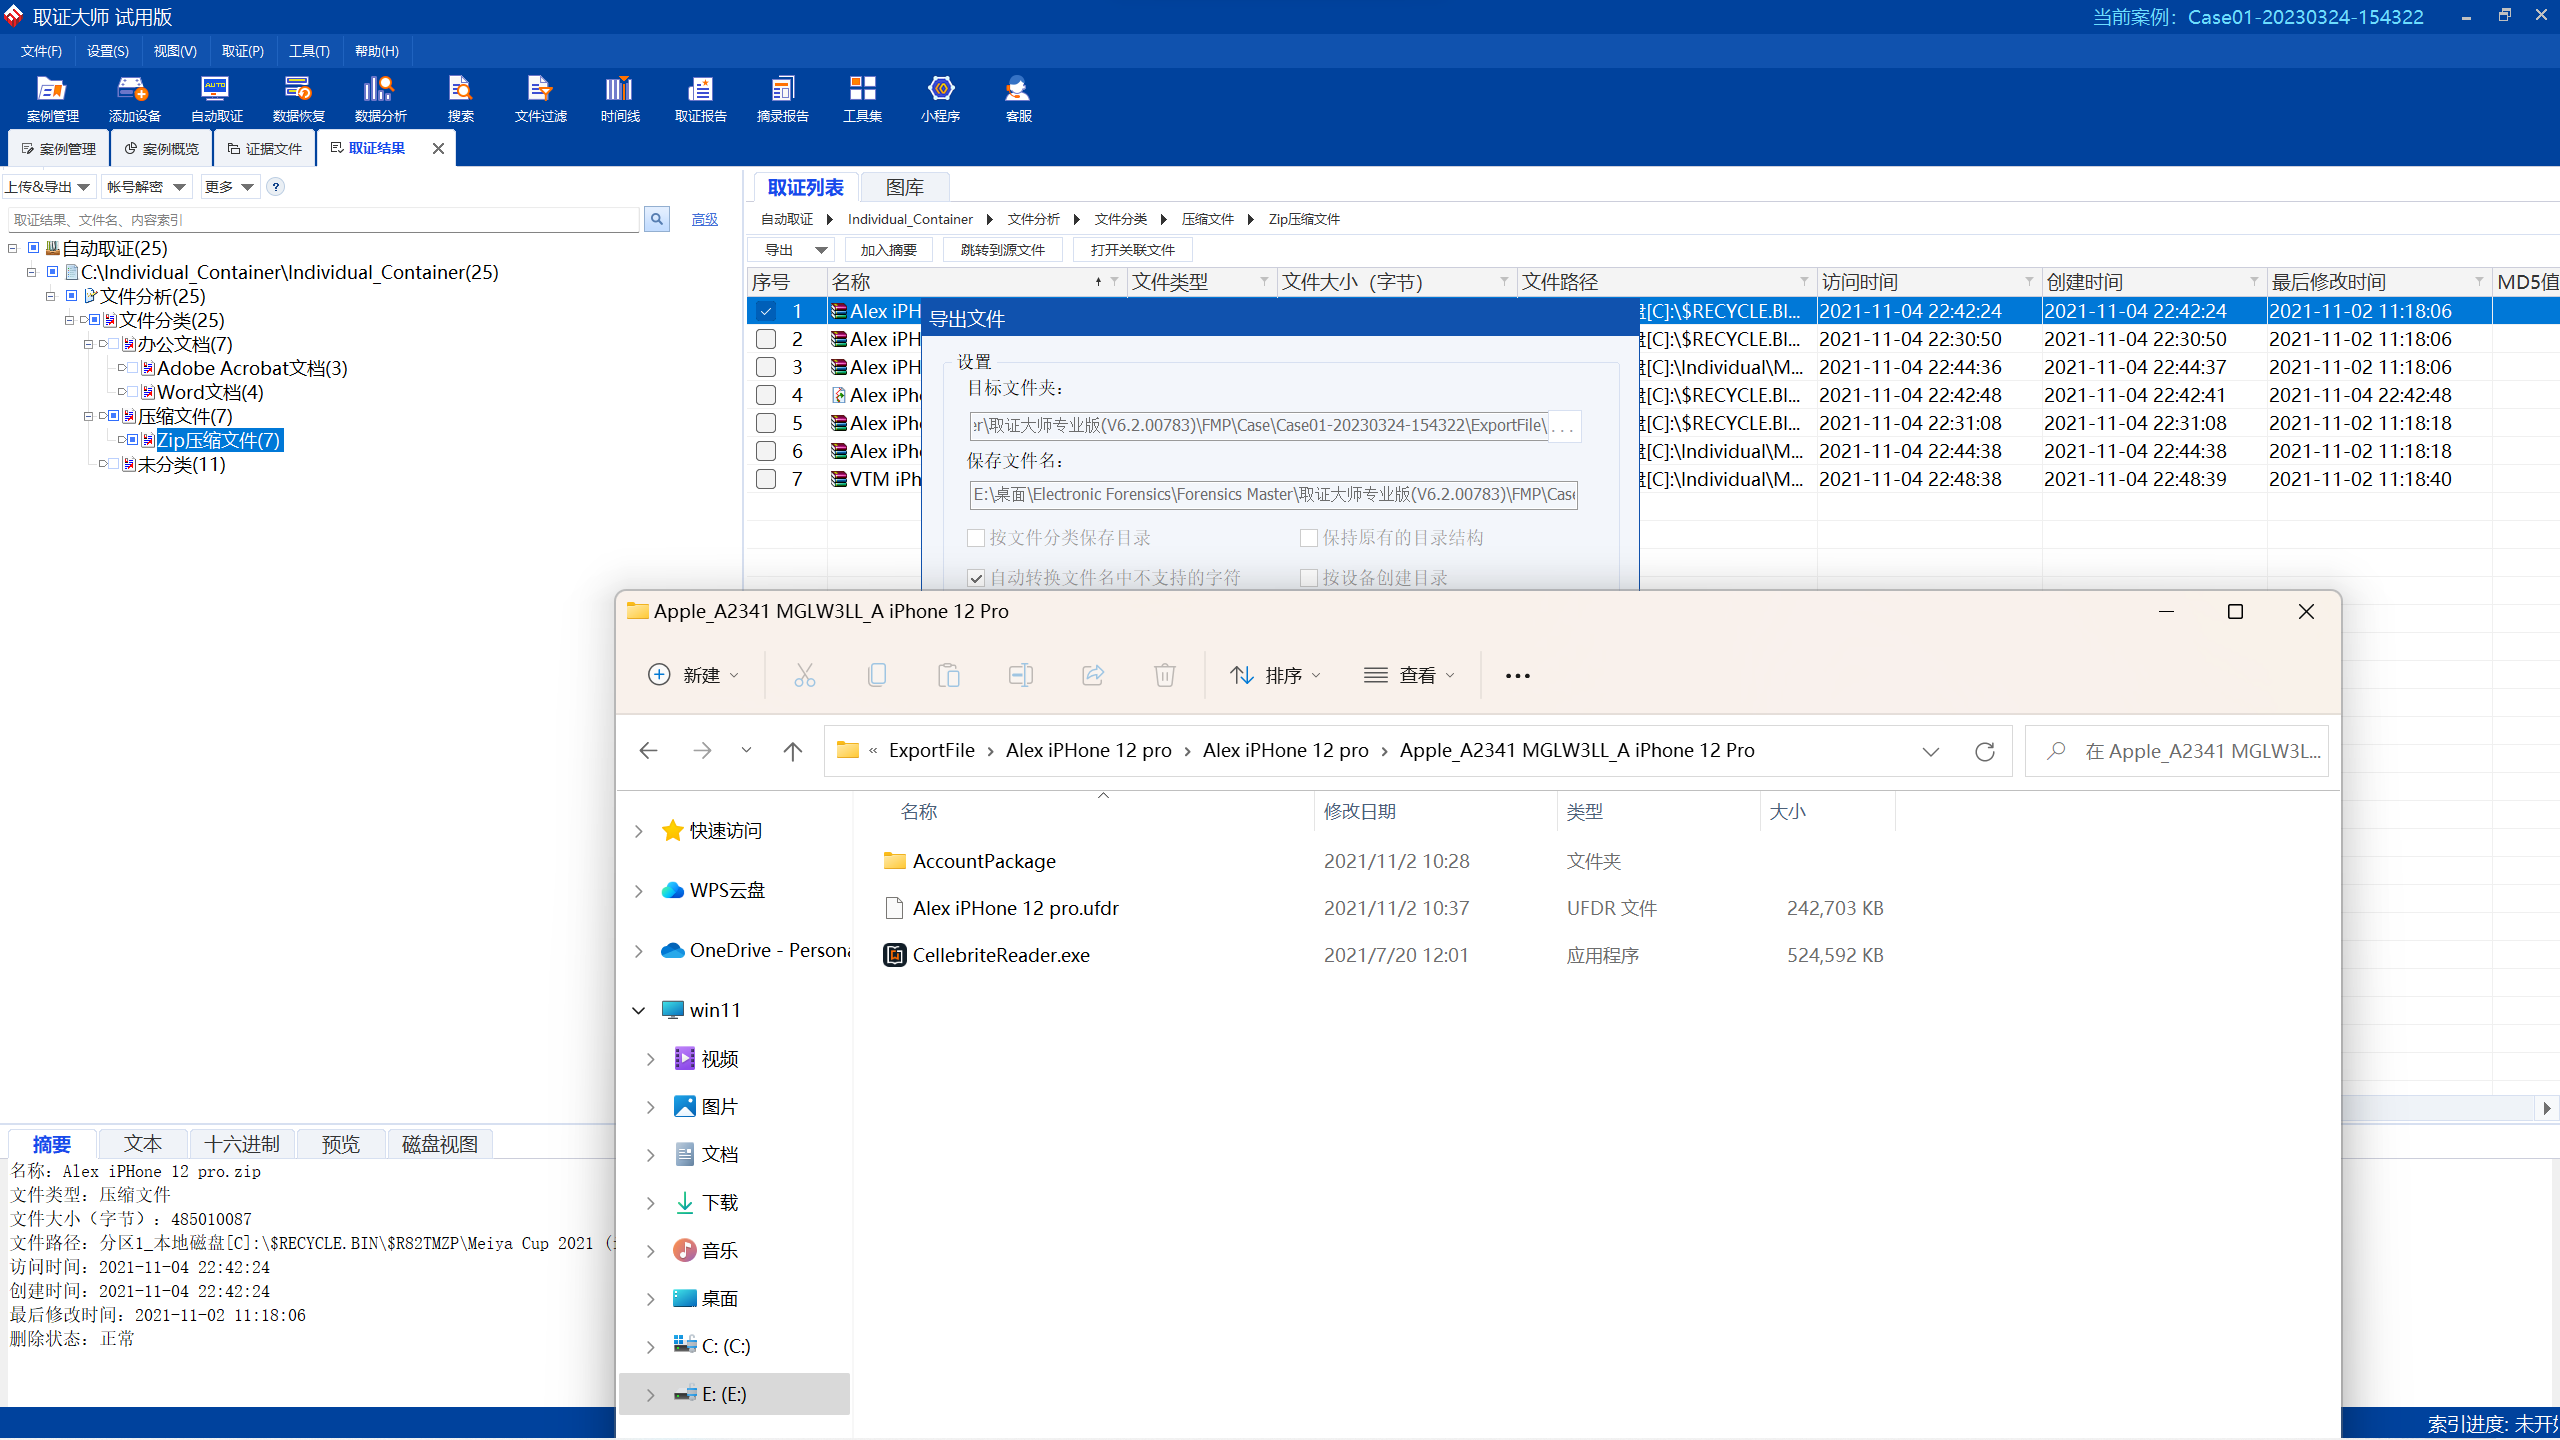 取证大师 试用版
当前案例：Case01-20230324-154322
文件(F) 设置(S) 视图(V) 取证(P) 工具(T) 帮助(H)
案例管理 添加设备 自动取证 数据恢复 数据分析 搜索 文件过滤 时间线 取证报告 摘录报告 工具集 小程序 客服
案例管理 案例概览 证据文件 取证结果
上传&导出 帐号解密 更多 ?
取证结果、文件名、内容索引 高级
自动取证(25)
C:\Individual_Container\Individual_Container(25)
文件分析(25)
文件分类(25)
办公文档(7)
Adobe Acrobat文档(3)
Word文档(4)
压缩文件(7)
Zip压缩文件(7)
未分类(11)
取证列表 图库
自动取证 Individual_Container 文件分析 文件分类 压缩文件 Zip压缩文件
导出 加入摘要 跳转到源文件 打开关联文件
序号 名称 文件类型 文件大小（字节） 文件路径 访问时间 创建时间 最后修改时间 MD5值
1 Alex iPH [C]:\$RECYCLE.BI... 2021-11-04 22:42:24 2021-11-04 22:42:24 2021-11-02 11:18:06
2 Alex iPH [C]:\$RECYCLE.BI... 2021-11-04 22:30:50 2021-11-04 22:30:50 2021-11-02 11:18:06
3 Alex iPH [C]:\Individual\M... 2021-11-04 22:44:36 2021-11-04 22:44:37 2021-11-02 11:18:06
4 Alex iPh [C]:\$RECYCLE.BI... 2021-11-04 22:42:48 2021-11-04 22:42:41 2021-11-04 22:42:48
5 Alex iPh [C]:\$RECYCLE.BI... 2021-11-04 22:31:08 2021-11-04 22:31:08 2021-11-02 11:18:18
6 Alex iPh [C]:\Individual\M... 2021-11-04 22:44:38 2021-11-04 22:44:38 2021-11-02 11:18:18
7 VTM iPh [C]:\Individual\M... 2021-11-04 22:48:38 2021-11-04 22:48:39 2021-11-02 11:18:40
导出文件
设置
目标文件夹：
r\取证大师专业版(V6.2.00783)\FMP\Case\Case01-20230324-154322\ExportFile\ ...
保存文件名：
E:\桌面\Electronic Forensics\Forensics Master\取证大师专业版(V6.2.00783)\FMP\Case
按文件分类保存目录 保持原有的目录结构
自动转换文件名中不支持的字符 按设备创建目录
Apple_A2341 MGLW3LL_A iPhone 12 Pro
新建 排序 查看 •••
« ExportFile › Alex iPHone 12 pro › Alex iPHone 12 pro › Apple_A2341 MGLW3LL_A iPhone 12 Pro
在 Apple_A2341 MGLW3L...
名称 修改日期 类型 大小
AccountPackage 2021/11/2 10:28 文件夹
Alex iPHone 12 pro.ufdr 2021/11/2 10:37 UFDR 文件 242,703 KB
CellebriteReader.exe 2021/7/20 12:01 应用程序 524,592 KB
快速访问
WPS云盘
OneDrive - Persona
win11
视频
图片
文档
下载
音乐
桌面
C: (C:)
E: (E:)
摘要 文本 十六进制 预览 磁盘视图
名称：Alex iPHone 12 pro.zip
文件类型：压缩文件
文件大小（字节）：485010087
文件路径：分区1_本地磁盘[C]:\$RECYCLE.BIN\$R82TMZP\Meiya Cup 2021 (
访问时间：2021-11-04 22:42:24
创建时间：2021-11-04 22:42:24
最后修改时间：2021-11-02 11:18:06
删除状态：正常
索引进度: 未开